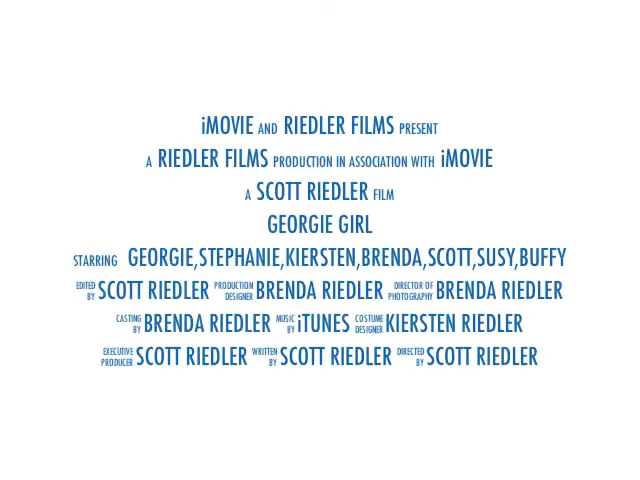 iMOVIE AND RIEDLER FILMS PRESENT
A RIEDLER FILMS PRODUCTION IN ASSOCIATION WITH iMOVIE
A SCOTT RIEDLER FILM
GEORGIE GIRL
STARRING GEORGIE,STEPHANIE,KIERSTEN,BRENDA,SCOTT,SUSY,BUFFY
EDITED BY SCOTT RIEDLER PRODUCTION DESIGNER BRENDA RIEDLER DIRECTOR OF PHOTOGRAPHY BRENDA RIEDLER
CASTING BY BRENDA RIEDLER MUSIC BY iTUNES COSTUME DESIGNER KIERSTEN RIEDLER
EXECUTIVE PRODUCER SCOTT RIEDLER WRITTEN BY SCOTT RIEDLER DIRECTED BY SCOTT RIEDLER